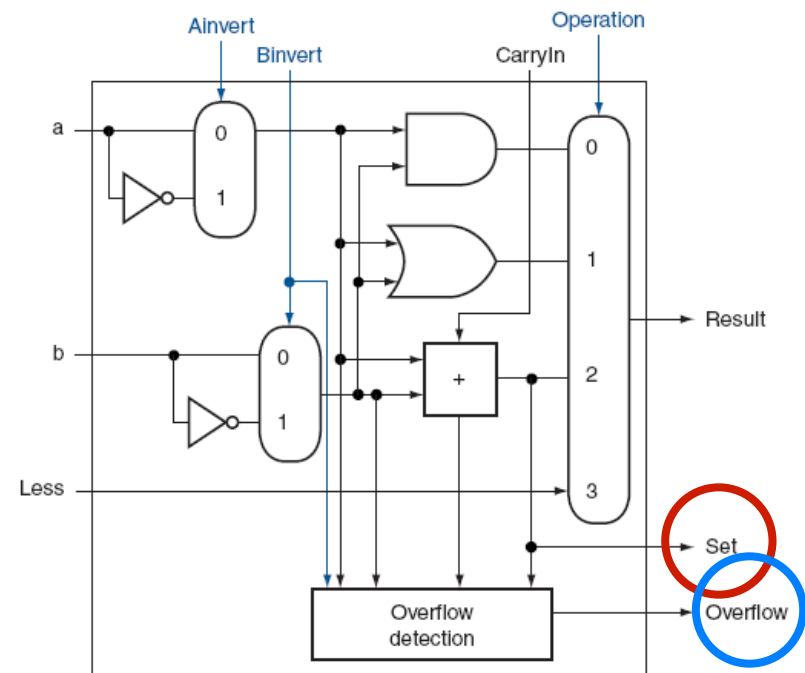 Operation
Ainvert
Binvert
CarryIn
a
0
0
1
1
Result
b
0
2
+
1
Less
3
Set
Overflow
detection
Overflow